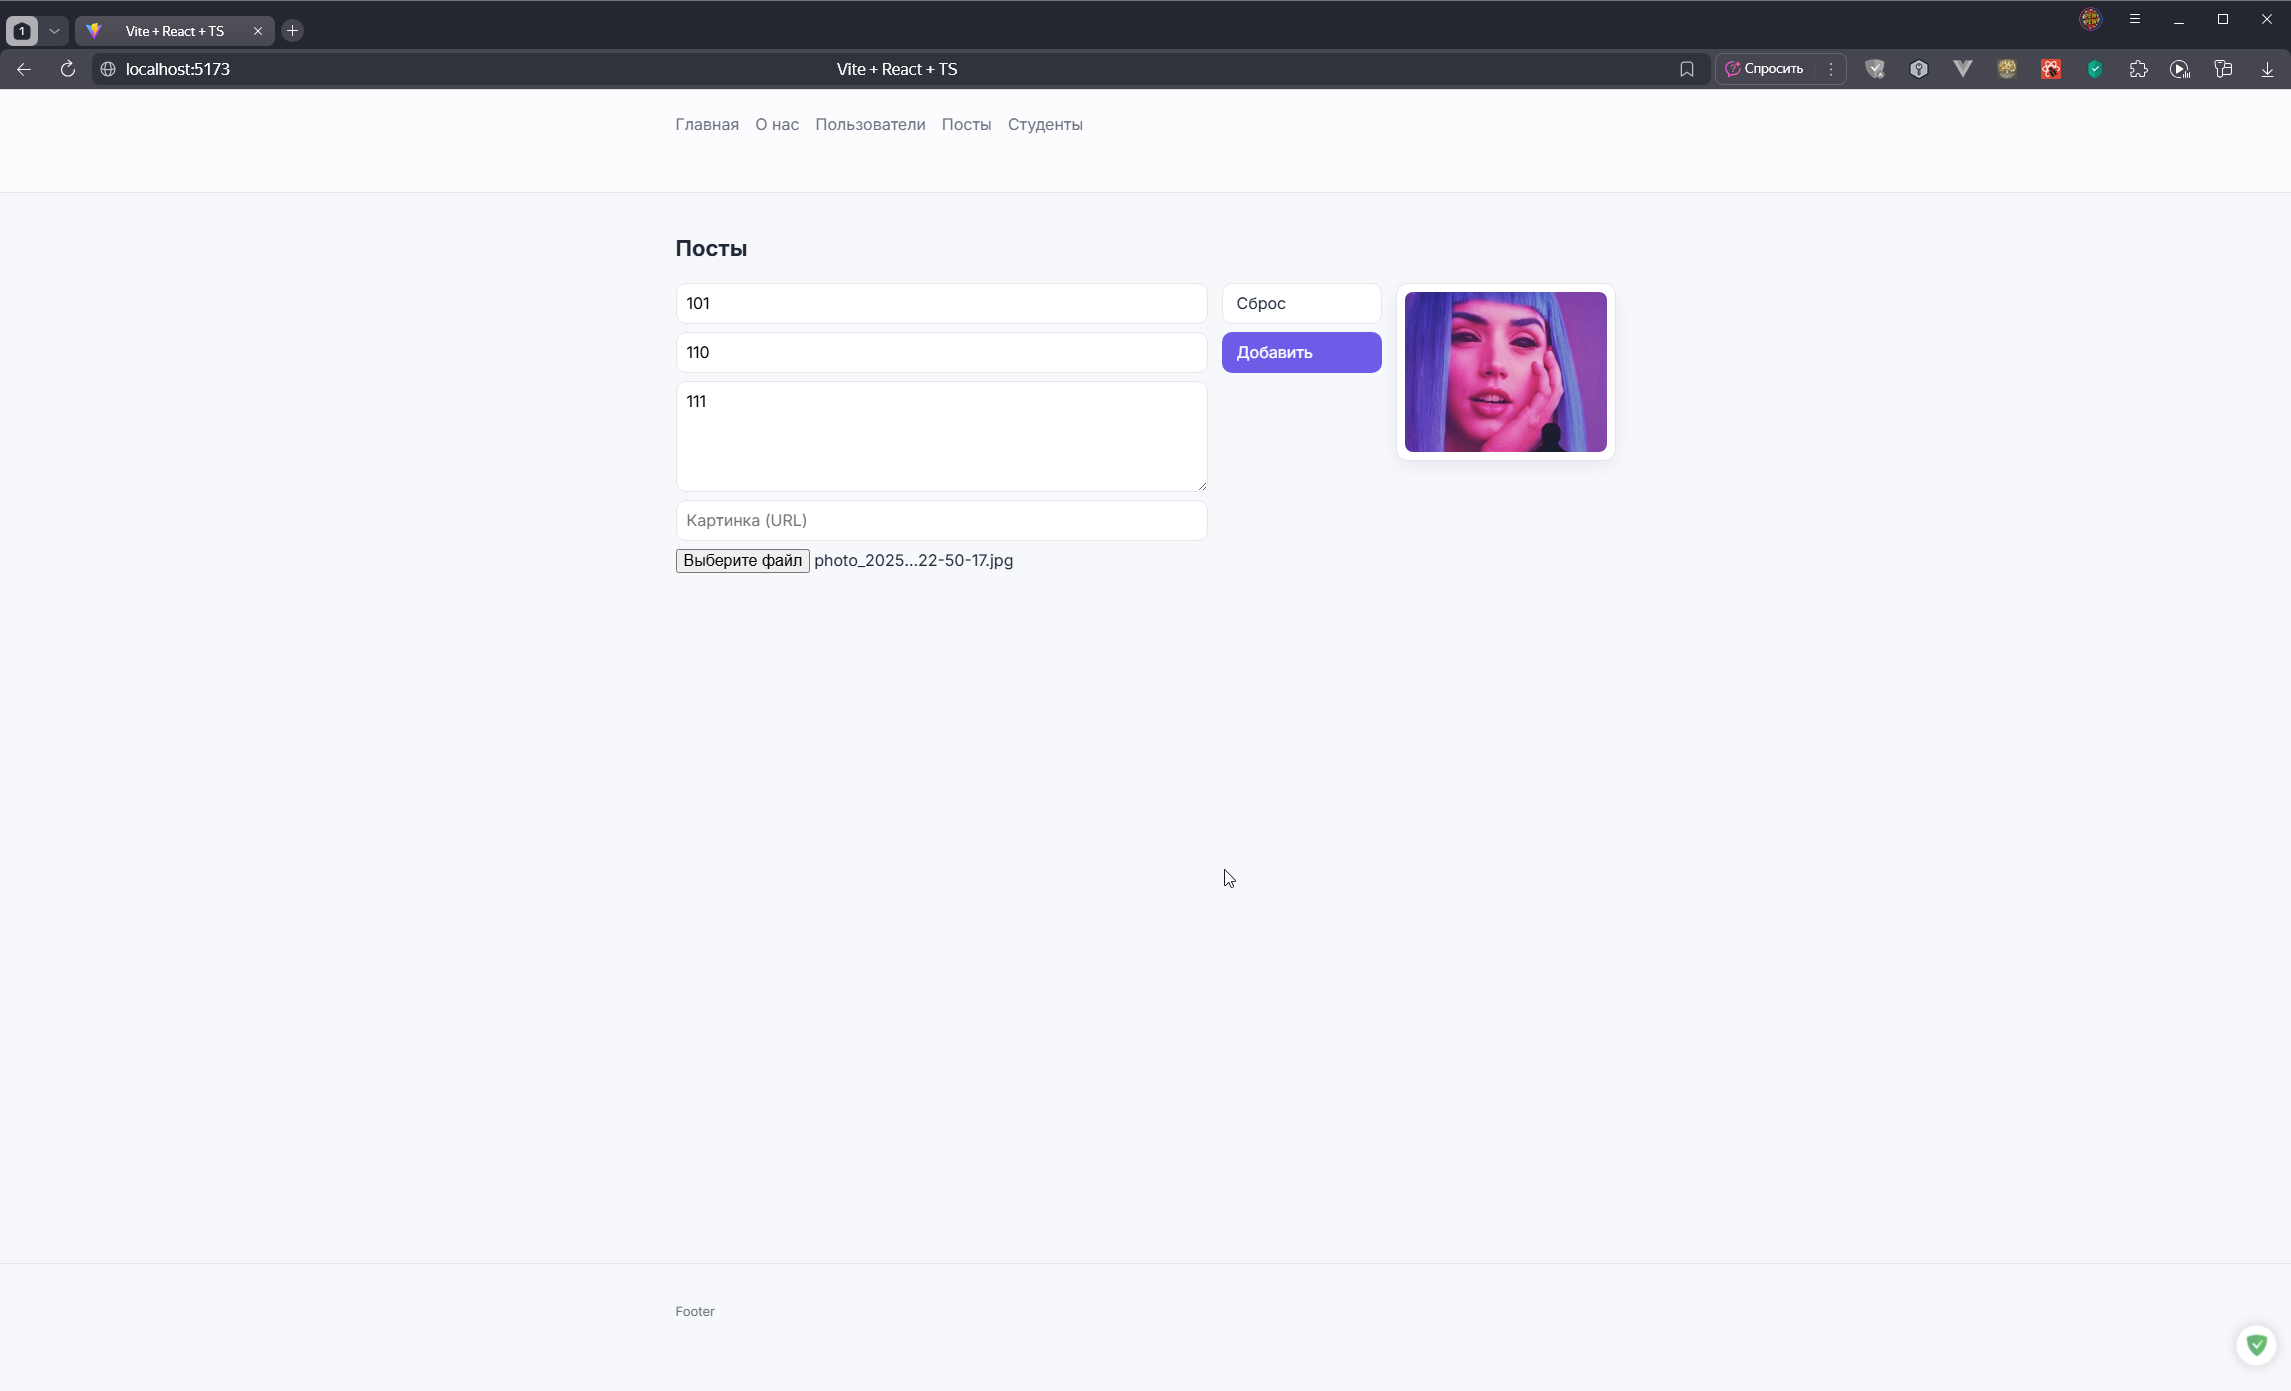 1
Vite + React + TS
localhost:5173
Vite + React + TS
Спросить
Главная
О нас
Пользователи
Посты
Студенты
Посты
101
Сброс
110
Добавить
111
Картинка (URL)
Выберите файл
photo_2025...22-50-17.jpg
Footer